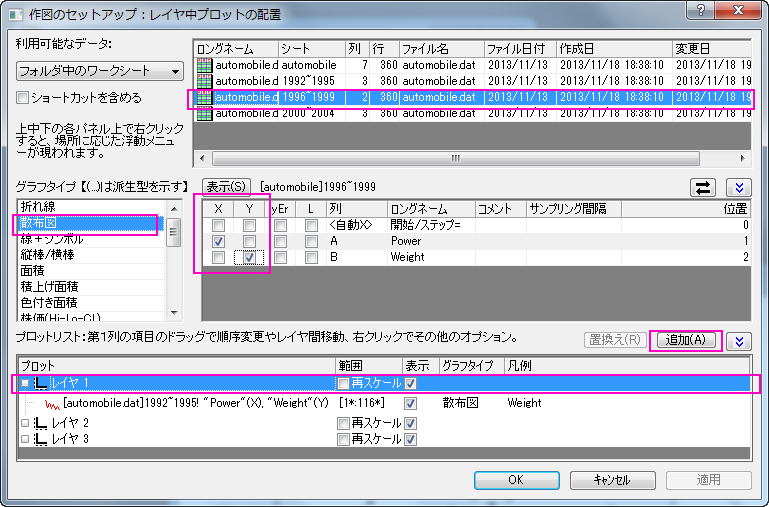 作図のセットアップ：レイヤ中プロットの配置
利用可能なデータ:
フォルダ中のワークシート
ショートカットを含める
上中下の各パネル上で右クリック
すると、場所に応じた浮動メニュー
が現われます。
ロングネーム シート 列 行 ファイル名 ファイル日付 作成日 変更日
automobile.d automobile 7 360 automobile.dat 2013/11/13 2013/11/18 18:38:10 2013/11/18 19
automobile.d 1992~1995 3 360 automobile.dat 2013/11/13 2013/11/18 18:38:10 2013/11/18 19
automobile.d 1996~1999 2 360 automobile.dat 2013/11/13 2013/11/18 18:38:10 2013/11/18 19
automobile.d 2000~2004 3 360 automobile.dat 2013/11/13 2013/11/18 18:38:10 2013/11/18 19
グラフタイプ【(...)は派生型を示す】
表示(S) [automobile]1996~1999
折れ線
散布図
線＋シンボル
縦棒/横棒
面積
積上げ面積
色付き面積
株価(Hi-Lo-Cl)
X Y yEr L 列 ロングネーム コメント サンプリング間隔 位置
<自動X> 開始/ステップ= 0
A Power 1
B Weight 2
プロットリスト：第1列の項目のドラッグで順序変更やレイヤ間移動、右クリックでその他のオプション。
置換え(R) 追加(A)
プロット 範囲 表示 グラフタイプ 凡例
レイヤ 1 再スケール
[automobile.dat]1992~1995! "Power"(X), "Weight"(Y) [1*:116*] 散布図 Weight
レイヤ 2 再スケール
レイヤ 3 再スケール
OK キャンセル 適用